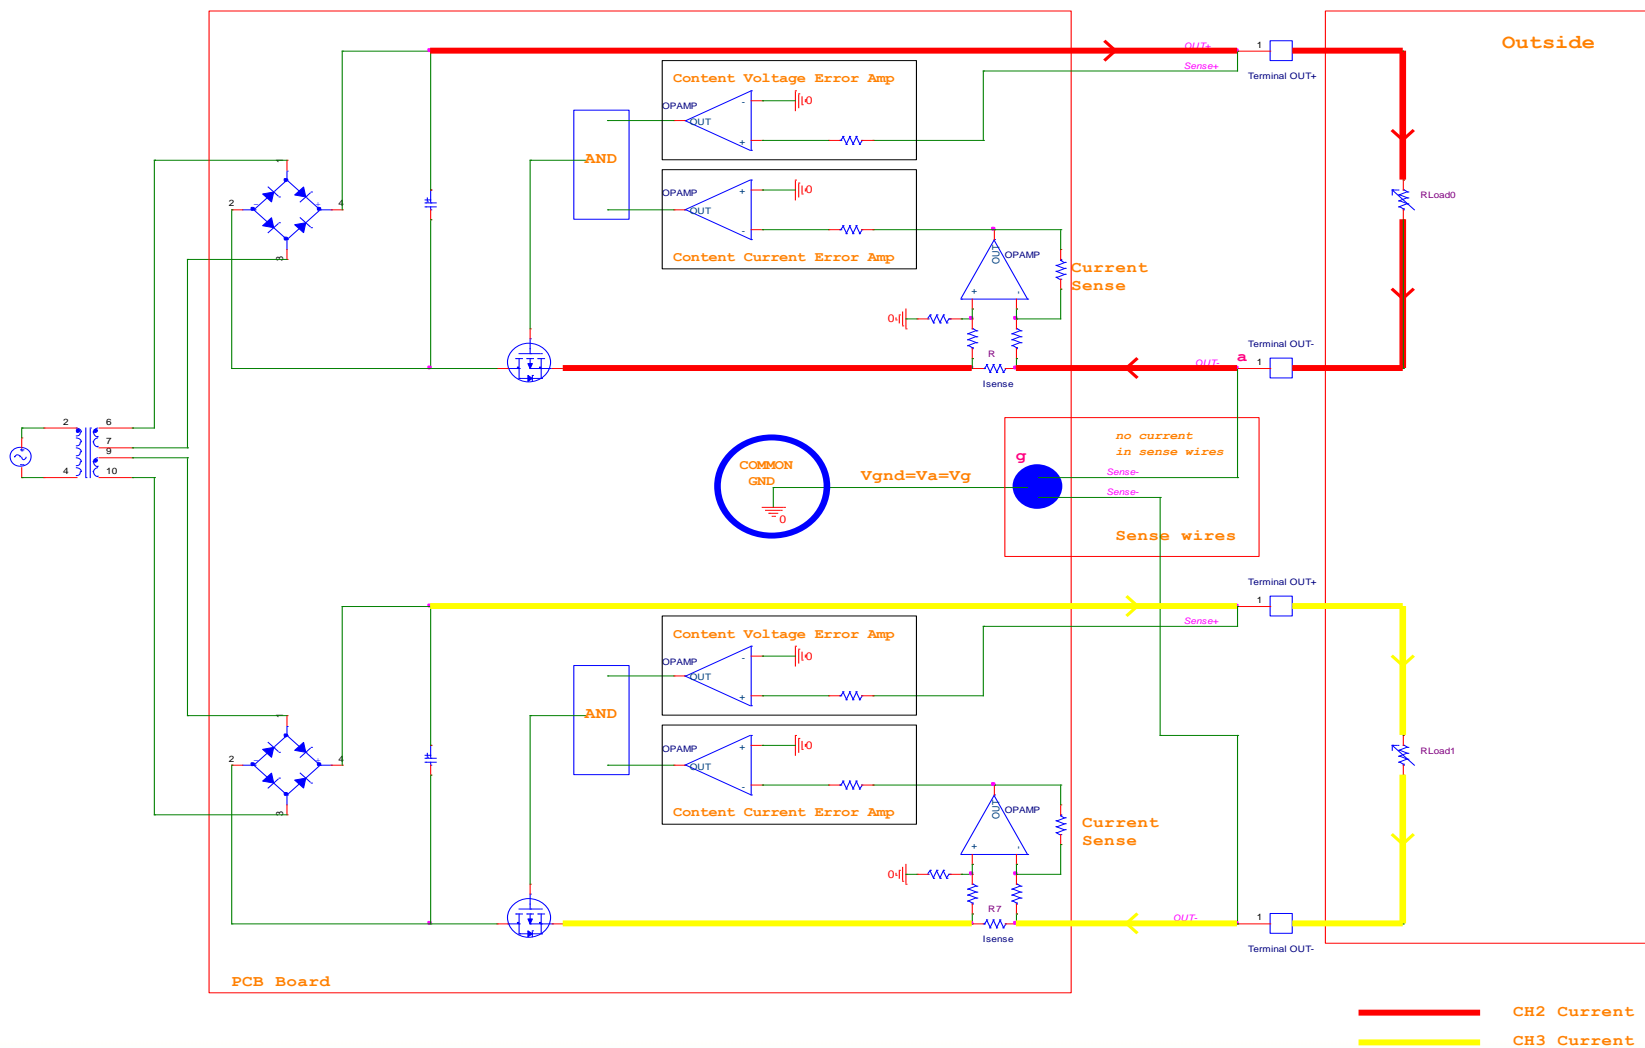 Outside
OUT+
1
Sense+
Terminal OUT+
Content Voltage Error Amp
OPAMP
-
0
OUT
+
AND
1
2
4
3
OPAMP
+
0
OUT
-
Content Current Error Amp
RLoad0
OUT
OPAMP
+
-
Current
Sense
0
R
Isense
Terminal OUT-
OUT-
a
1
2
6
7
9
4
10
COMMON
GND
0
Vgnd=Va=Vg
g
no current
in sense wires
Sense-
Sense-
Sense wires
Terminal OUT+
1
Sense+
Content Voltage Error Amp
OPAMP
-
0
OUT
+
AND
1
2
4
3
OPAMP
+
0
OUT
-
Content Current Error Amp
RLoad1
OUT
OPAMP
+
-
Current
Sense
0
R7
Isense
OUT-
1
Terminal OUT-
PCB Board
CH2 Current
CH3 Current